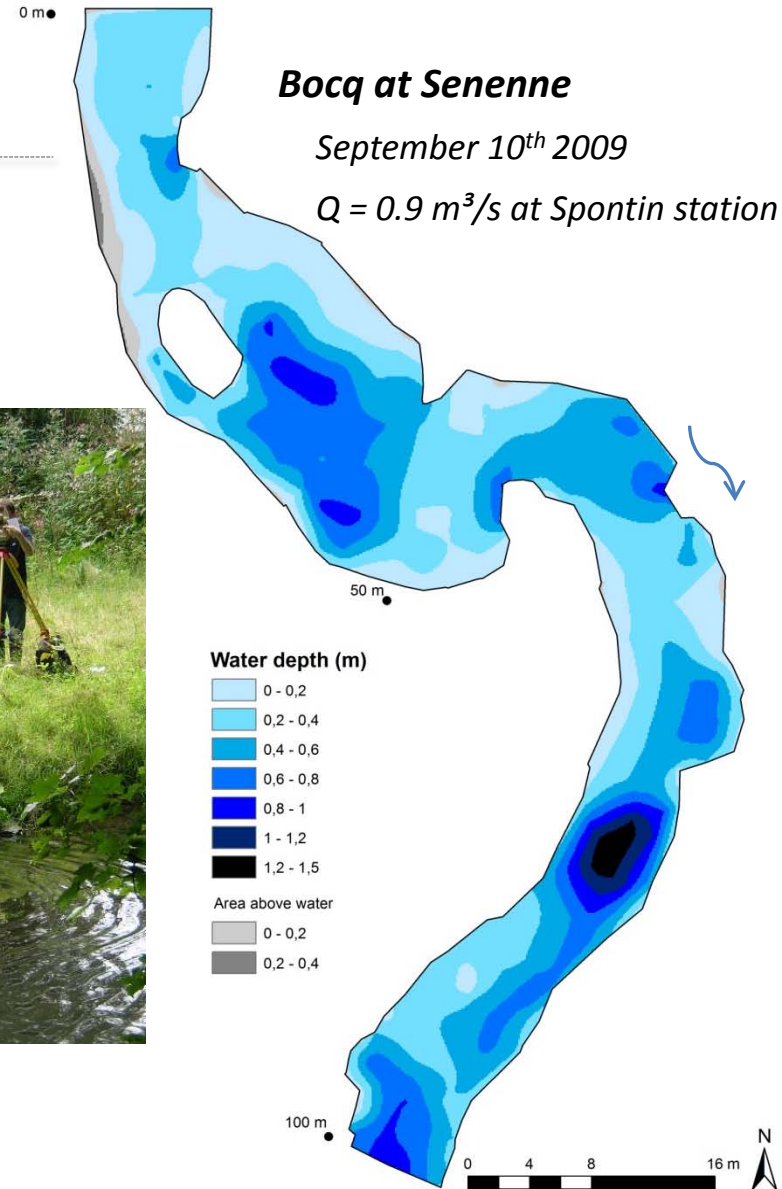 0 m
Bocq at Senenne
September 10th 2009
Q = 0.9 m³/s at Spontin station
50 m
Water depth (m)
0 - 0,2
0,2 - 0,4
0,4 - 0,6
0,6 - 0,8
0,8 - 1
1 - 1,2
1,2 - 1,5
Area above water
0 - 0,2
0,2 - 0,4
100 m
0 4 8 16 m
N